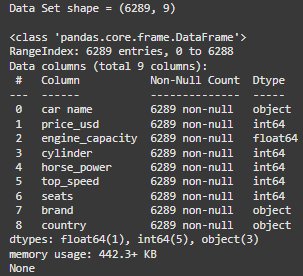 Data Set shape = (6289, 9)
<class 'pandas.core.frame.DataFrame'>
RangeIndex: 6289 entries, 0 to 6288
Data columns (total 9 columns):
 #   Column           Non-Null Count  Dtype
---  ------           --------------  -----
 0   car name         6289 non-null   object
 1   price_usd        6289 non-null   int64
 2   engine_capacity  6289 non-null   float64
 3   cylinder         6289 non-null   int64
 4   horse_power      6289 non-null   int64
 5   top_speed        6289 non-null   int64
 6   seats            6289 non-null   int64
 7   brand            6289 non-null   object
 8   country          6289 non-null   object
dtypes: float64(1), int64(5), object(3)
memory usage: 442.3+ KB
None